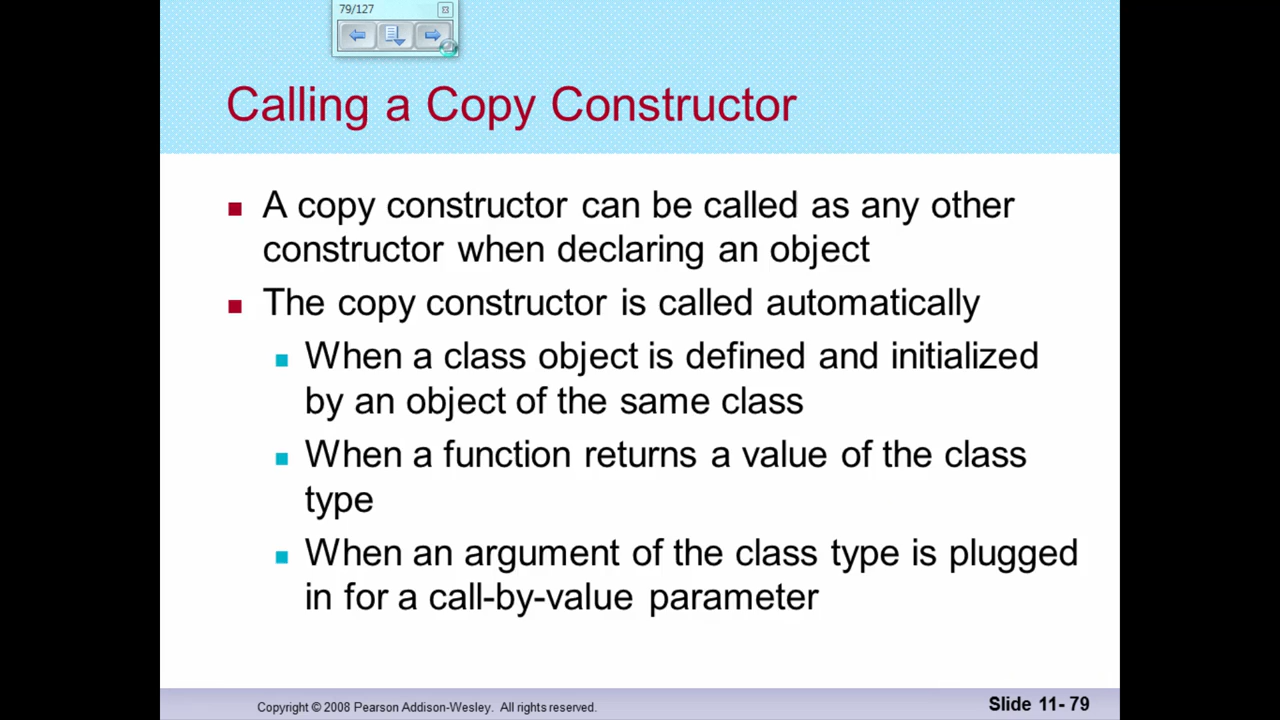 79/127
Calling a Copy Constructor
A copy constructor can be called as any other
constructor when declaring an object
The copy constructor is called automatically
When a class object is defined and initialized
by an object of the same class
When a function returns a value of the class
type
When an argument of the class type is plugged
in for a call-by-value parameter
Copyright © 2008 Pearson Addison-Wesley. All rights reserved.
Slide 11- 79